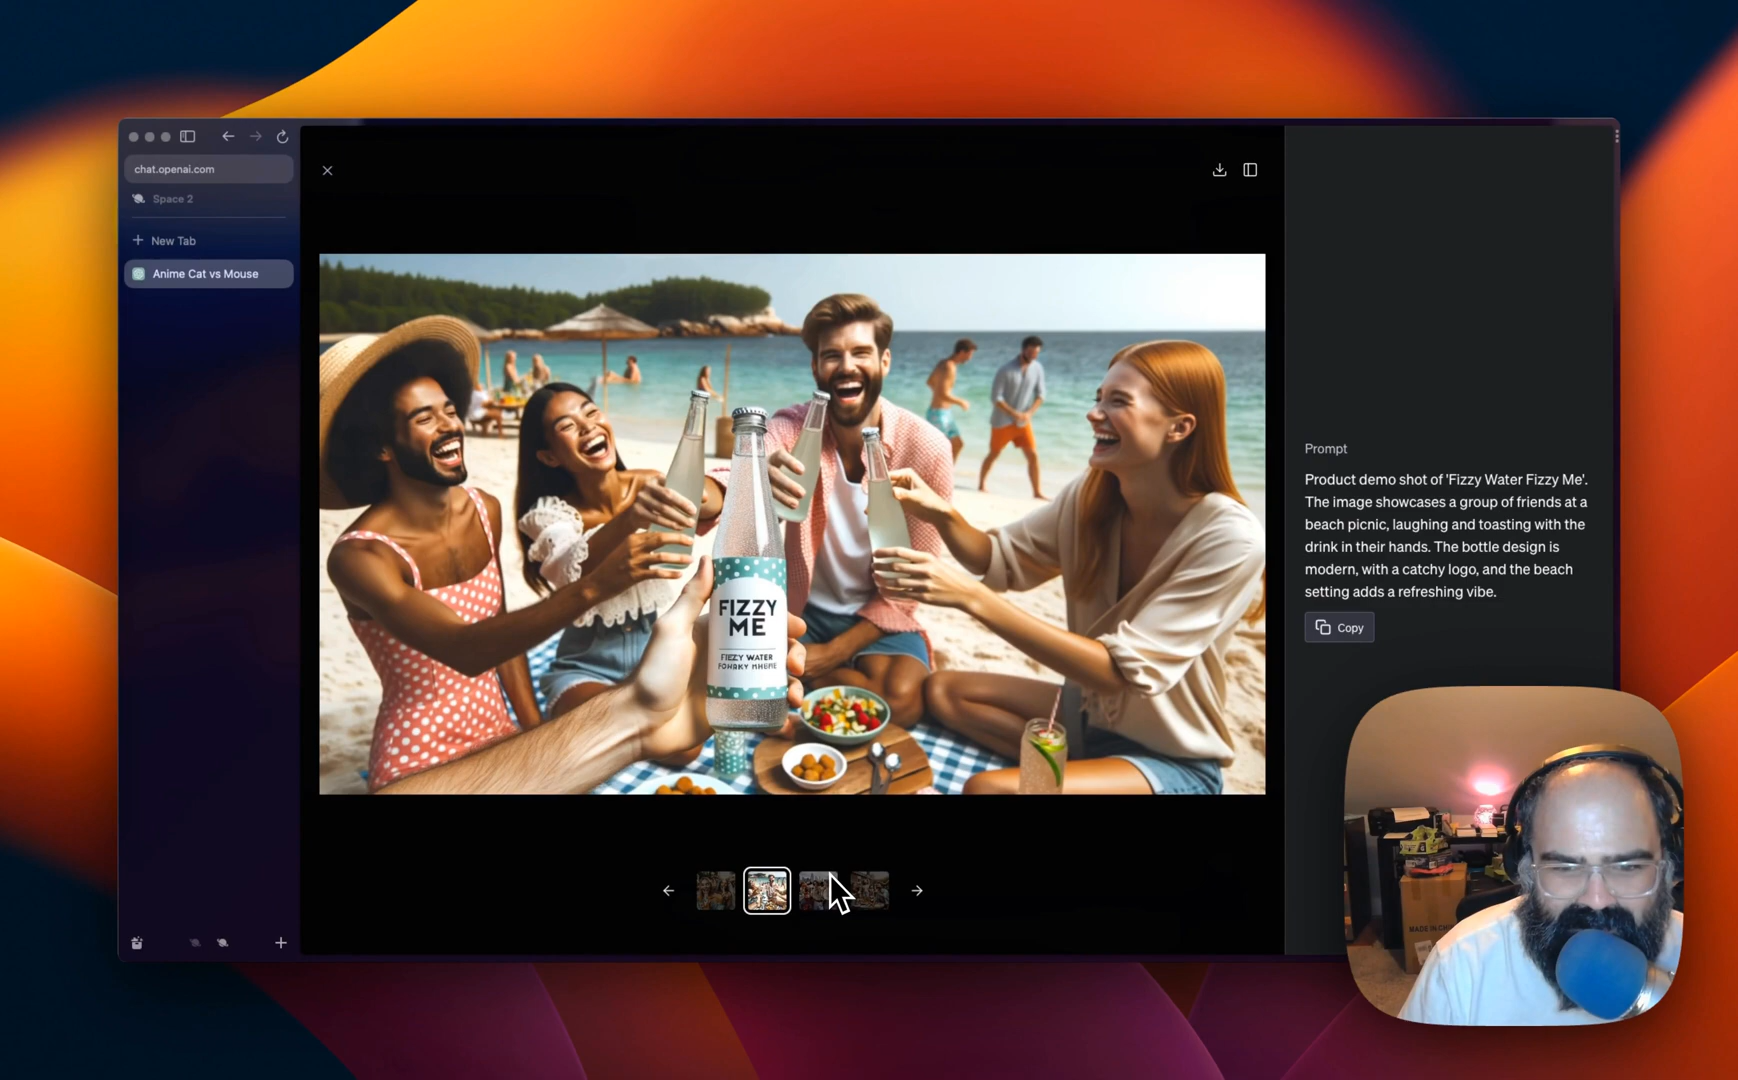 chat.openai.com
Space 2
New Tab
Anime Cat vs Mouse
FIZZY
ME
FIEZY WATER
Prompt
Product demo shot of 'Fizzy Water Fizzy Me'.
The image showcases a group of friends at a
beach picnic, laughing and toasting with the
drink in their hands. The bottle design is
modern, with a catchy logo, and the beach
setting adds a refreshing vibe.
Copy
MADE IN